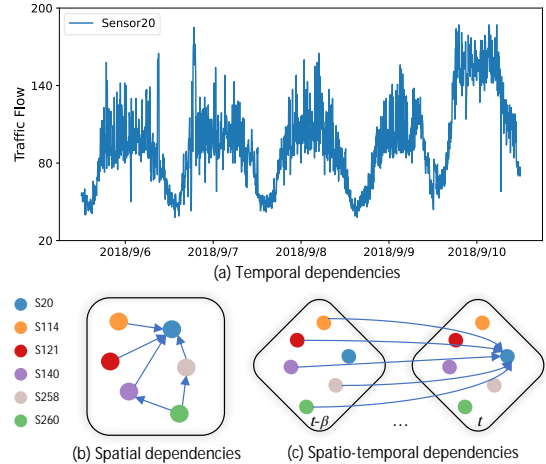 200
Sensor20
140
80
20
Traffic Flow
2018/9/6 2018/9/7 2018/9/8 2018/9/9 2018/9/10
(a) Temporal dependencies
S20
S114
S121
S140
S258
S260
t-β ... t
(b) Spatial dependencies
(c) Spatio-temporal dependencies